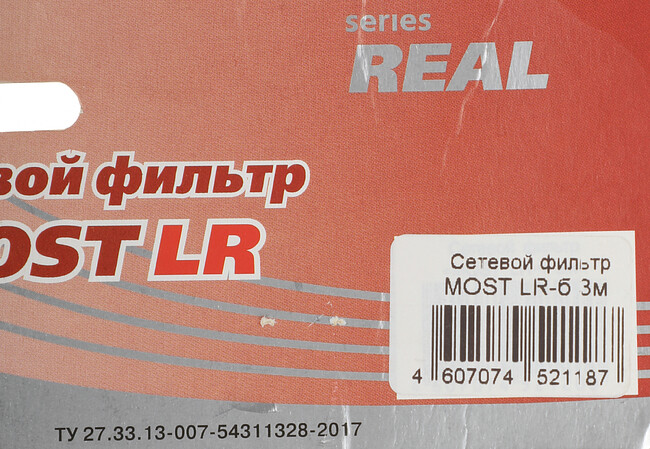 series
REAL
вой фильтр
OST LR
Сетевой фильтр
MOST LR-б 3м
4 607074 521187
ТУ 27.33.13-007-54311328-2017